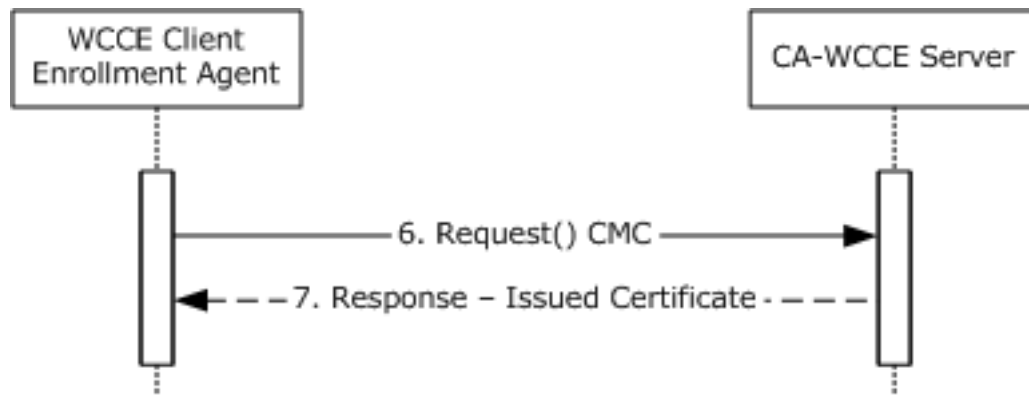 WCCE Client
Enrollment Agent
CA-WCCE Server
6. Request() CMC
7. Response – Issued Certificate